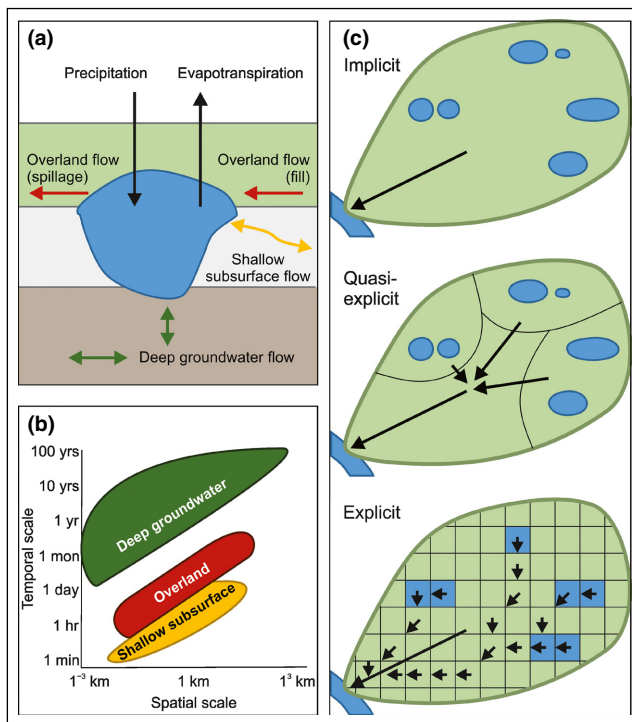 (a)
Precipitation Evapotranspiration
Overland flow
(spillage)
Overland flow
(fill)
Shallow
subsurface flow
Deep groundwater flow
(b)
Temporal scale
100 yrs
10 yrs
1 yr
1 mon
1 day
1 hr
1 min
Deep groundwater
Overland
Shallow subsurface
1⁻³ km 1 km 1³ km
Spatial scale
(c)
Implicit
Quasi-
explicit
Explicit